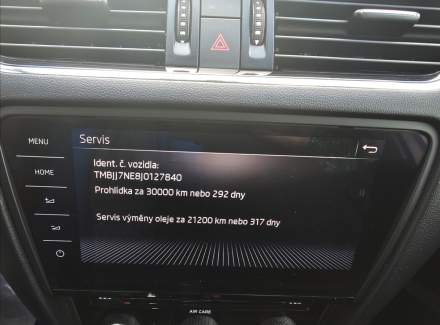 MENU
HOME
Servis
Ident. č. vozidla:
TMBJJ7NE8J0127840
Prohlídka za 30000 km nebo 292 dny
Servis výměny oleje za 21200 km nebo 317 dny
AIR CARE